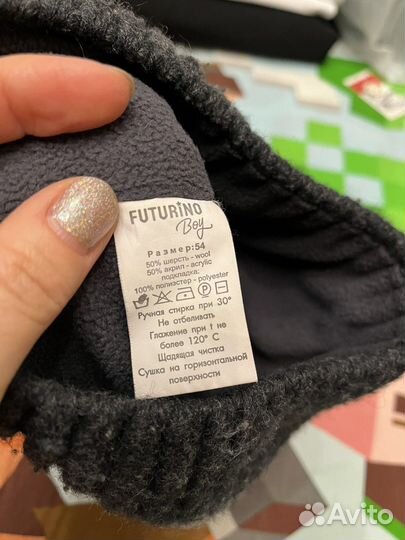 FUTURINO
Boy
Размер:54
50% шерсть - wool
50% акрил - acrylic
подкладка:
100% полиэстер - polyester
P
Ручная стирка при 30°
Не отбеливать
Глажение при t не
более 120° С
Щадящая чистка
Сушка на горизонтальной
поверхности
Avito